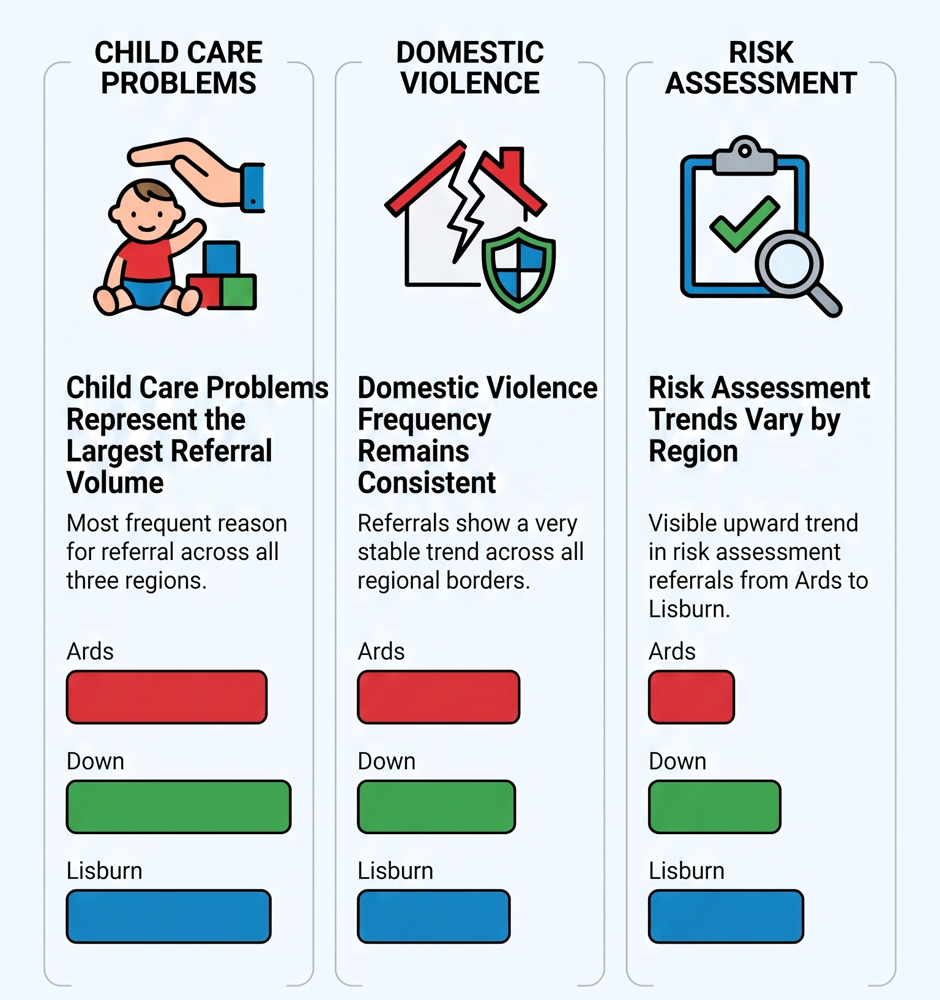 CHILD CARE
PROBLEMS
Child Care Problems
Represent the
Largest Referral
Volume
Most frequent reason
for referral across all
three regions.
Ards
Down
Lisburn
DOMESTIC
VIOLENCE
Domestic Violence
Frequency
Remains
Consistent
Referrals show a very
stable trend across all
regional borders.
Ards
Down
Lisburn
RISK
ASSESSMENT
Risk Assessment
Trends Vary by
Region
Visible upward trend
in risk assessment
referrals from Ards to
Lisburn.
Ards
Down
Lisburn